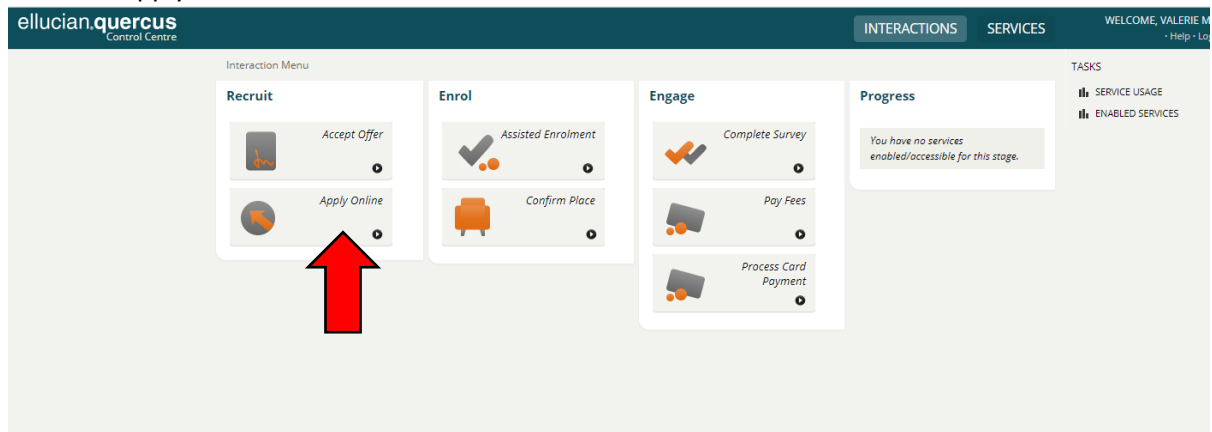 ellucian.quercus
Control Centre
INTERACTIONS
SERVICES
WELCOME, VALERIE M
• Help • Log
Interaction Menu
Recruit
Accept Offer
Apply Online
Enrol
Assisted Enrolment
Confirm Place
Engage
Complete Survey
Pay Fees
Process Card
Payment
Progress
You have no services
enabled/accessible for this stage.
TASKS
SERVICE USAGE
ENABLED SERVICES